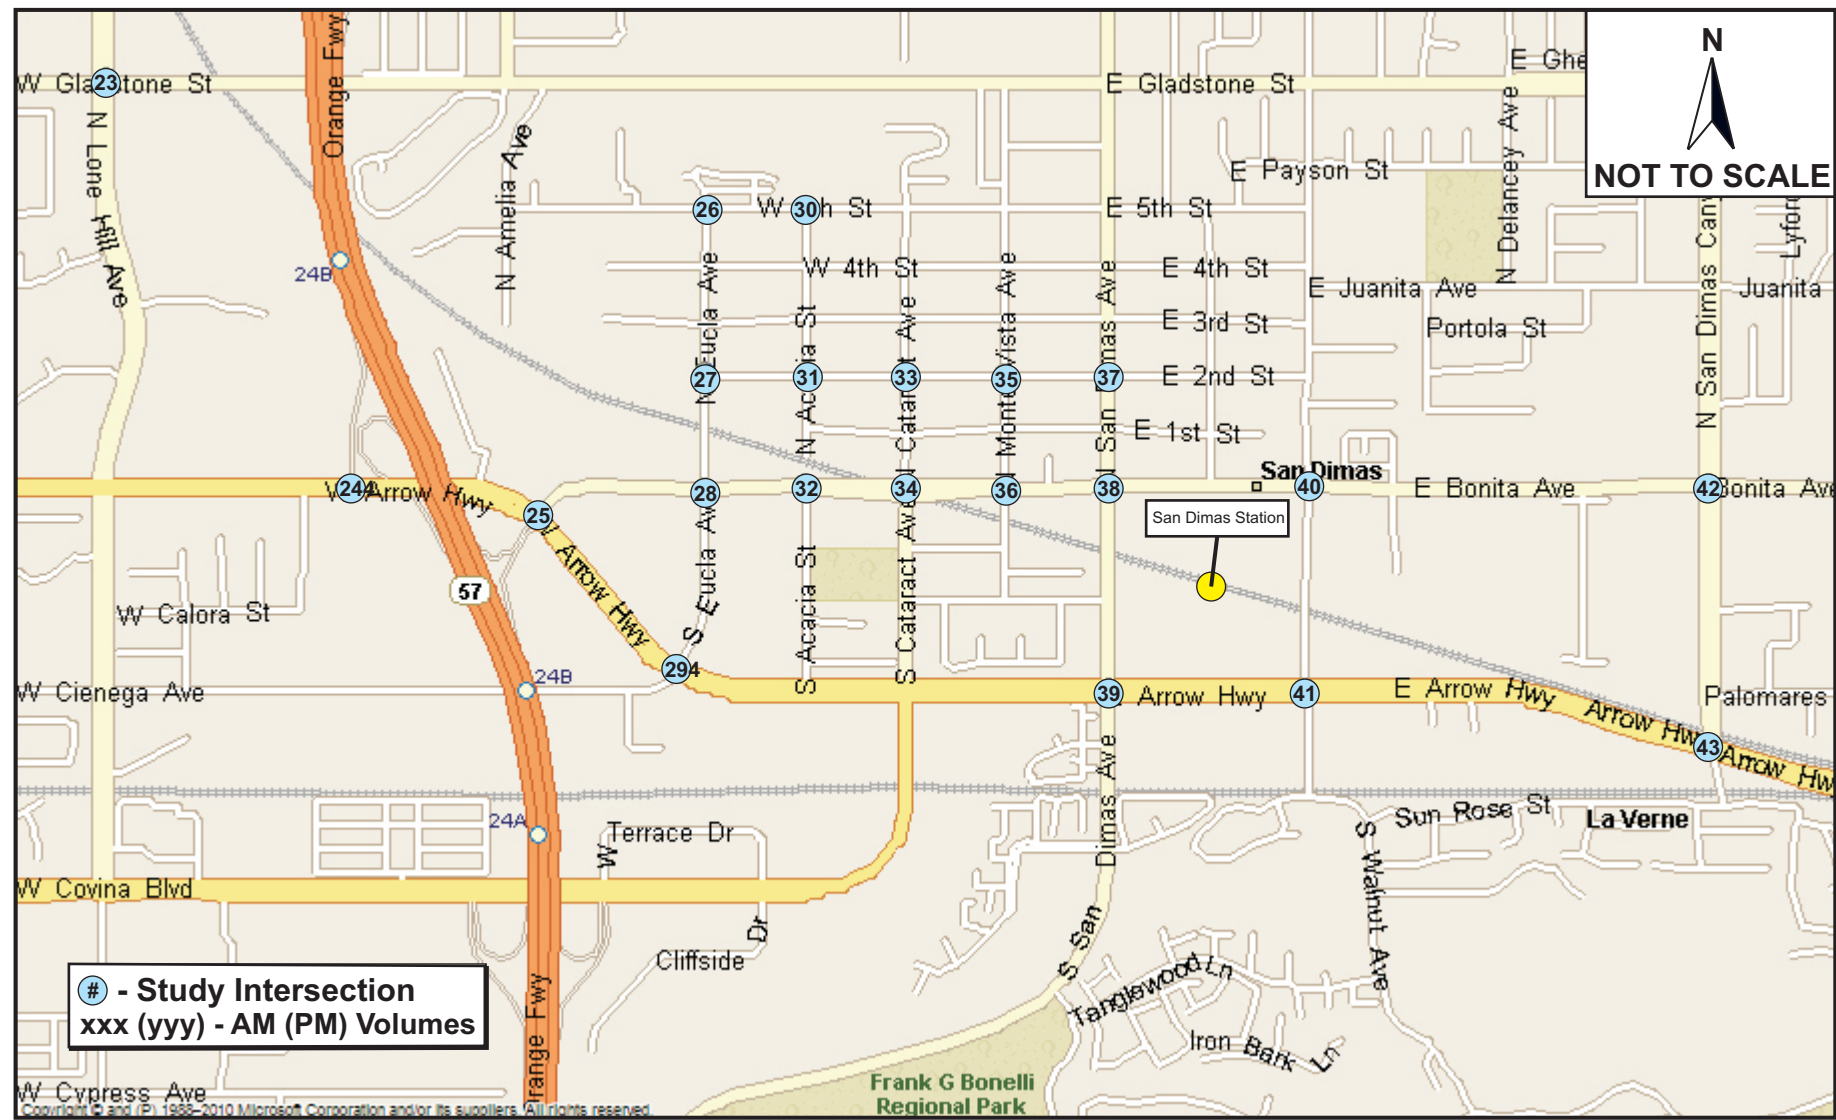 N
NOT TO SCALE
Orange Fwy
E Ghe
W Gladstone St
23
E Gladstone St
N Lone Hill Ave
N Amelia Ave
N Delancey Ave
E Payson St
26
W
30
h St
E 5th St
24B
W 4th St
E 4th St
E Juanita Ave
Juanita
Lyford
N San Dimas Cany
E 3rd St
Portola St
N Eucla Ave
N Acacia St
N Cataract Ave
N Monte Vista Ave
N San Dimas Ave
27
31
33
35
37
E 2nd St
E 1st St
San Dimas
244
W Arrow Hwy
25
28
32
34
36
38
40
E Bonita Ave
42
Bonita Ave
San Dimas Station
W Arrow Hwy
57
S Eucla Ave
S Acacia St
S Cataract Ave
W Calora St
294
24B
W Cienega Ave
39
Arrow Hwy
41
E Arrow Hwy
Arrow Hwy
Palomares
43
Arrow Hw
24A
W Terrace Dr
S San Dimas Ave
Sun Rose St
La Verne
S Walnut Ave
W Covina Blvd
Cliffside Dr
Tanglewood Ln
Iron Bark Ln
# - Study Intersection
xxx (yyy) - AM (PM) Volumes
Orange Fwy
Frank G Bonelli
Regional Park
W Cypress Ave
Copyright © and (P) 1988–2010 Microsoft Corporation and/or its suppliers. All rights reserved.